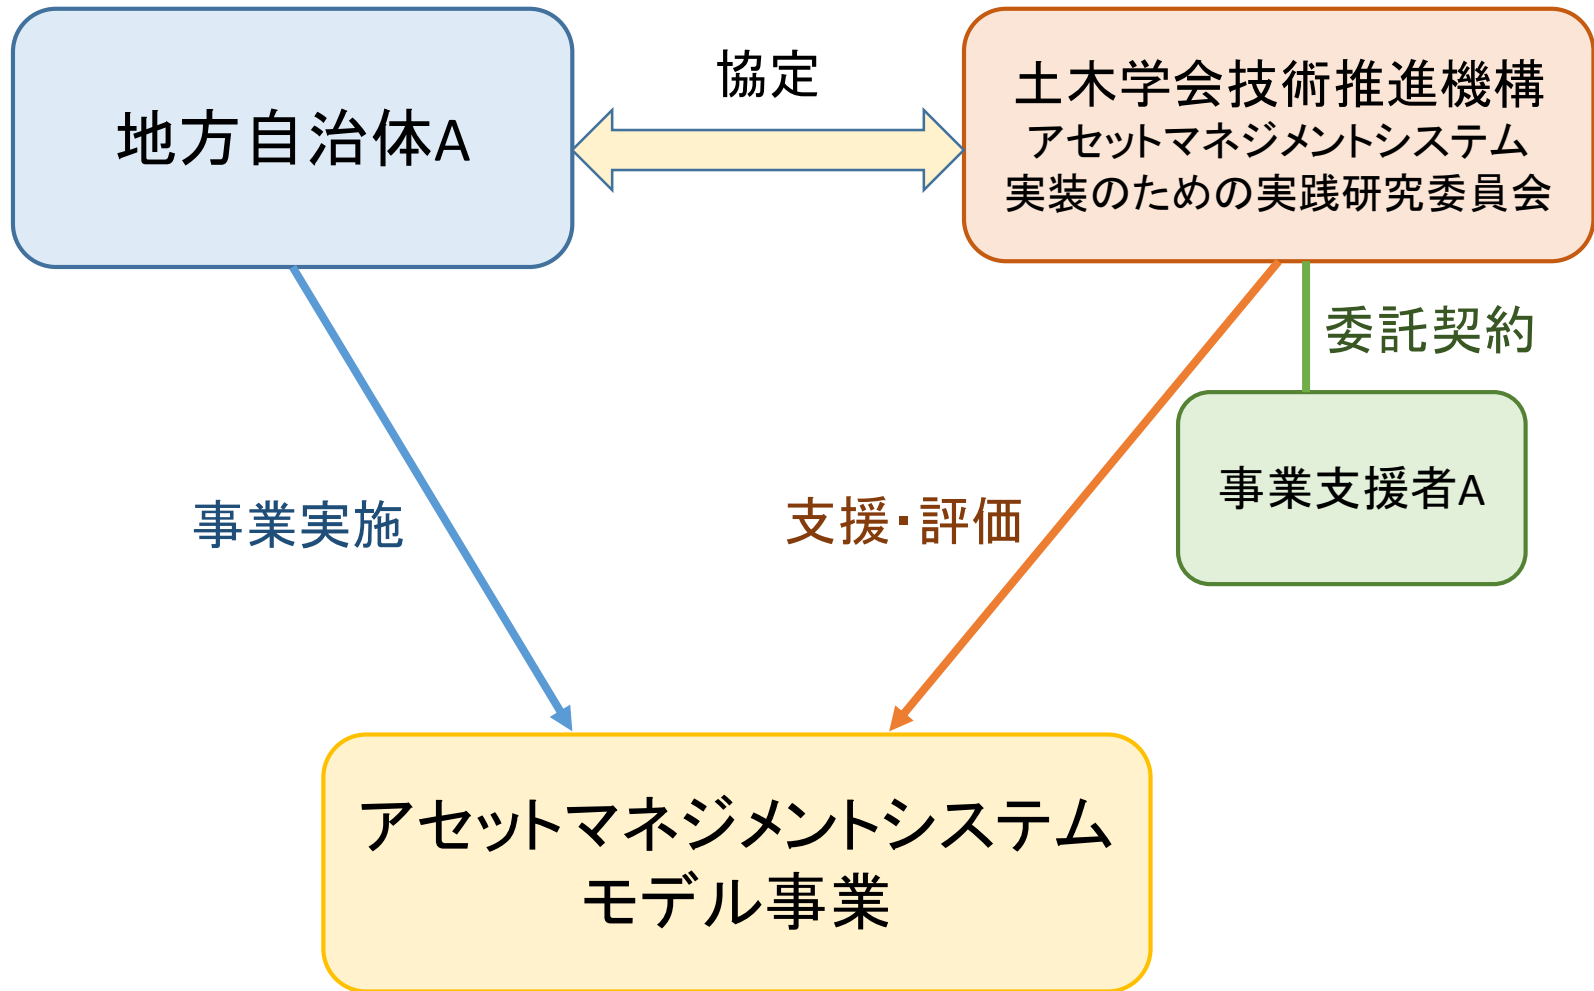 地方自治体A
協定
土木学会技術推進機構
アセットマネジメントシステム
実装のための実践研究委員会
委託契約
事業支援者A
事業実施
支援・評価
アセットマネジメントシステム
モデル事業